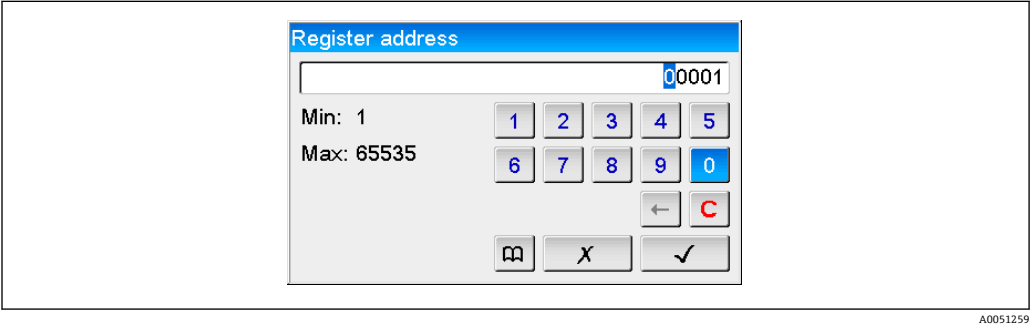 Register address
00001
Min: 1
Max: 65535
1 2 3 4 5
6 7 8 9 0
← C
X ✓
A0051259